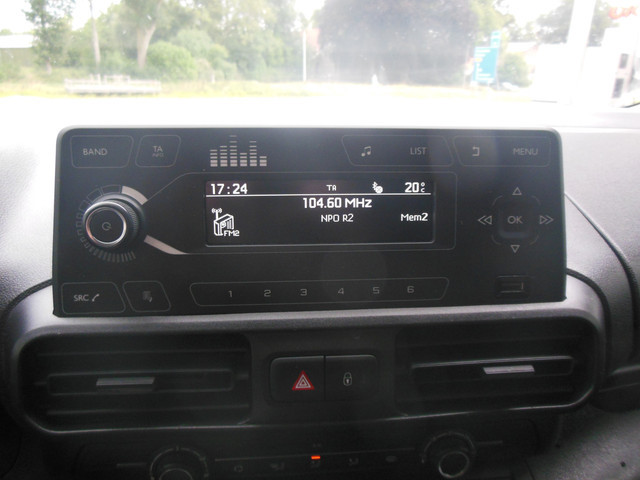 BAND
TA
INFO
LIST
MENU
17:24 TA 20°C
104.60 MHz
NPO R2 Mem2
FM2
OK
SRC
1 2 3 4 5 6